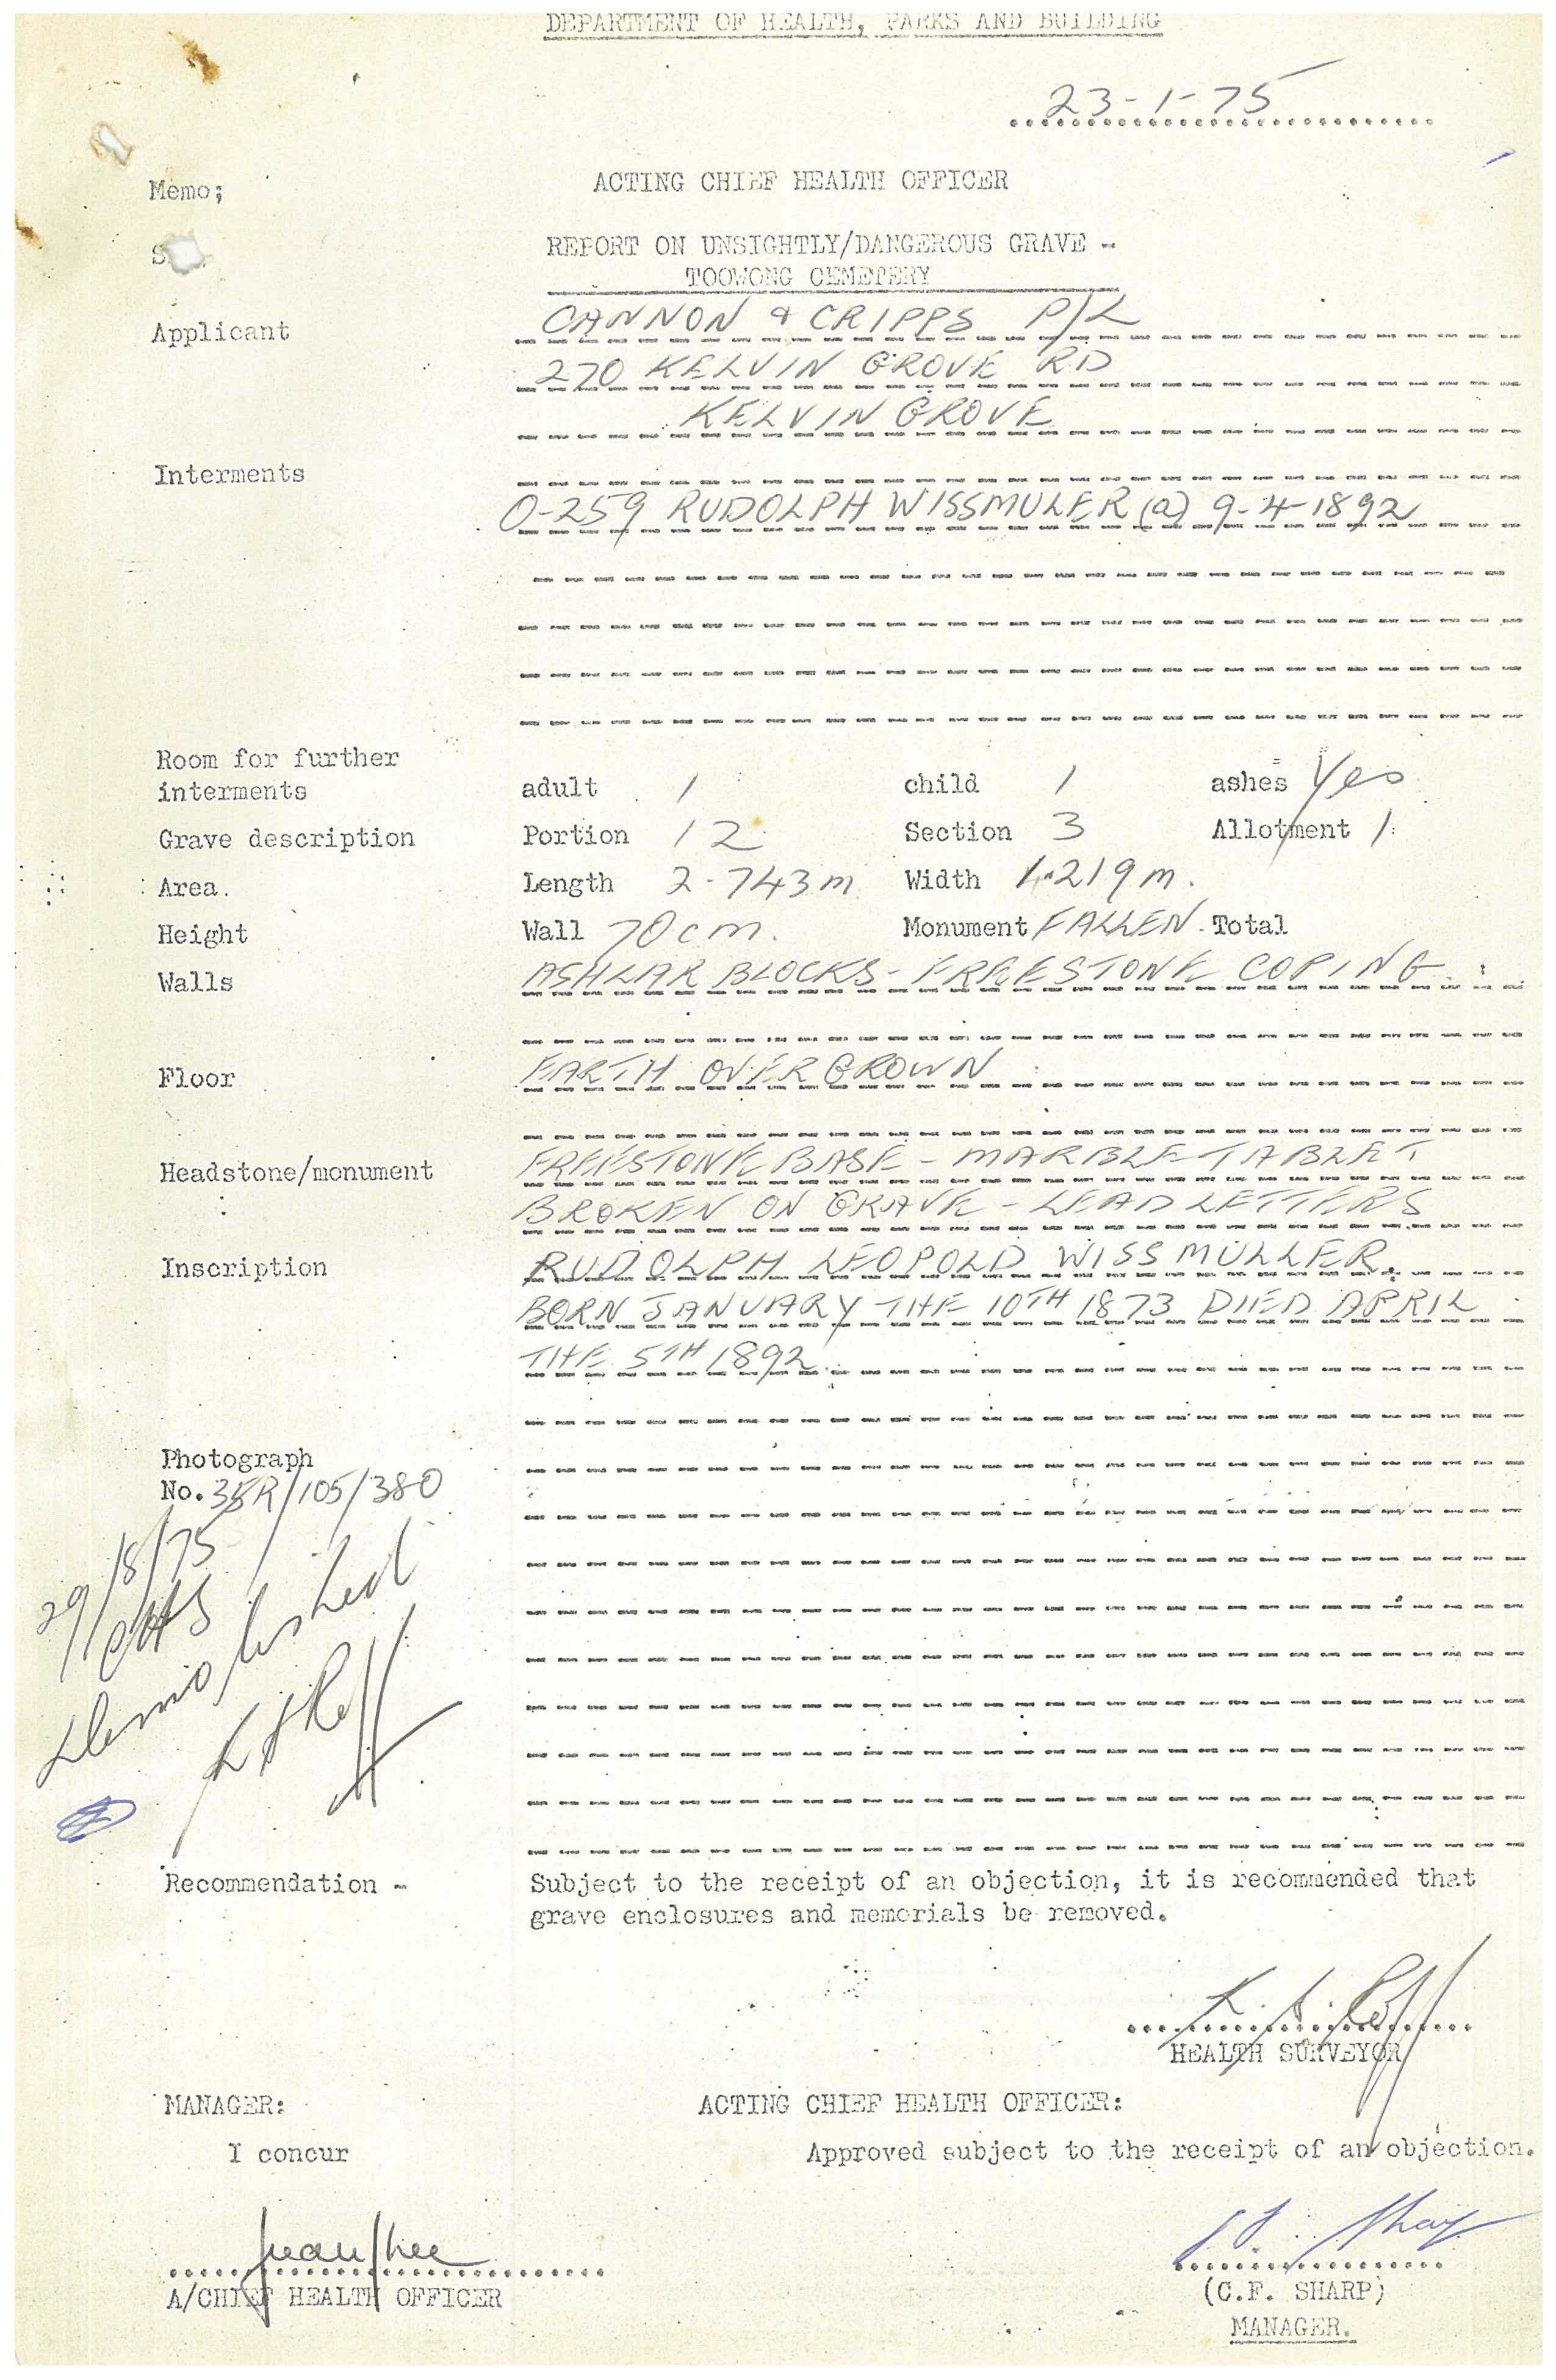 DEPARTMENT OF HEALTH, PARKS AND BUILDING
23-1-75
Memo; ACTING CHIEF HEALTH OFFICER
REPORT ON UNSIGHTLY/DANGEROUS GRAVE -
TOOWONG CEMETERY
Applicant CANNON & CRIPPS P/L
270 KELVIN GROVE RD
KELVIN GROVE
Interments
O-259 RUDOLPH WISSMULER (a) 9-4-1892
Room for further
interments adult 1 child 1 ashes Yes
Grave description Portion 12 Section 3 Allotment 1
Area. Length 2-743m Width 1.219m.
Height Wall 70cm. Monument FALLEN. Total
Walls ASHLAR BLOCKS - FREESTONE COPING.
Floor EARTH OVERGROWN
Headstone/monument FREESTONE BASE - MARBLE TABLET
BROKEN ON GRAVE - LEAD LETTERS
Inscription RUDOLPH LEOPOLD WISSMULLER.
BORN JANUARY THE 10TH 1873 DIED APRIL
THE 5TH 1892
Photograph
No. 35R/105/380
29/8/75
Demolished
Recommendation - Subject to the receipt of an objection, it is recommended that
grave enclosures and memorials be removed.
HEALTH SURVEYOR
MANAGER: ACTING CHIEF HEALTH OFFICER:
I concur Approved subject to the receipt of an objection.
A/CHIEF HEALTH OFFICER (C.F. SHARP)
MANAGER.